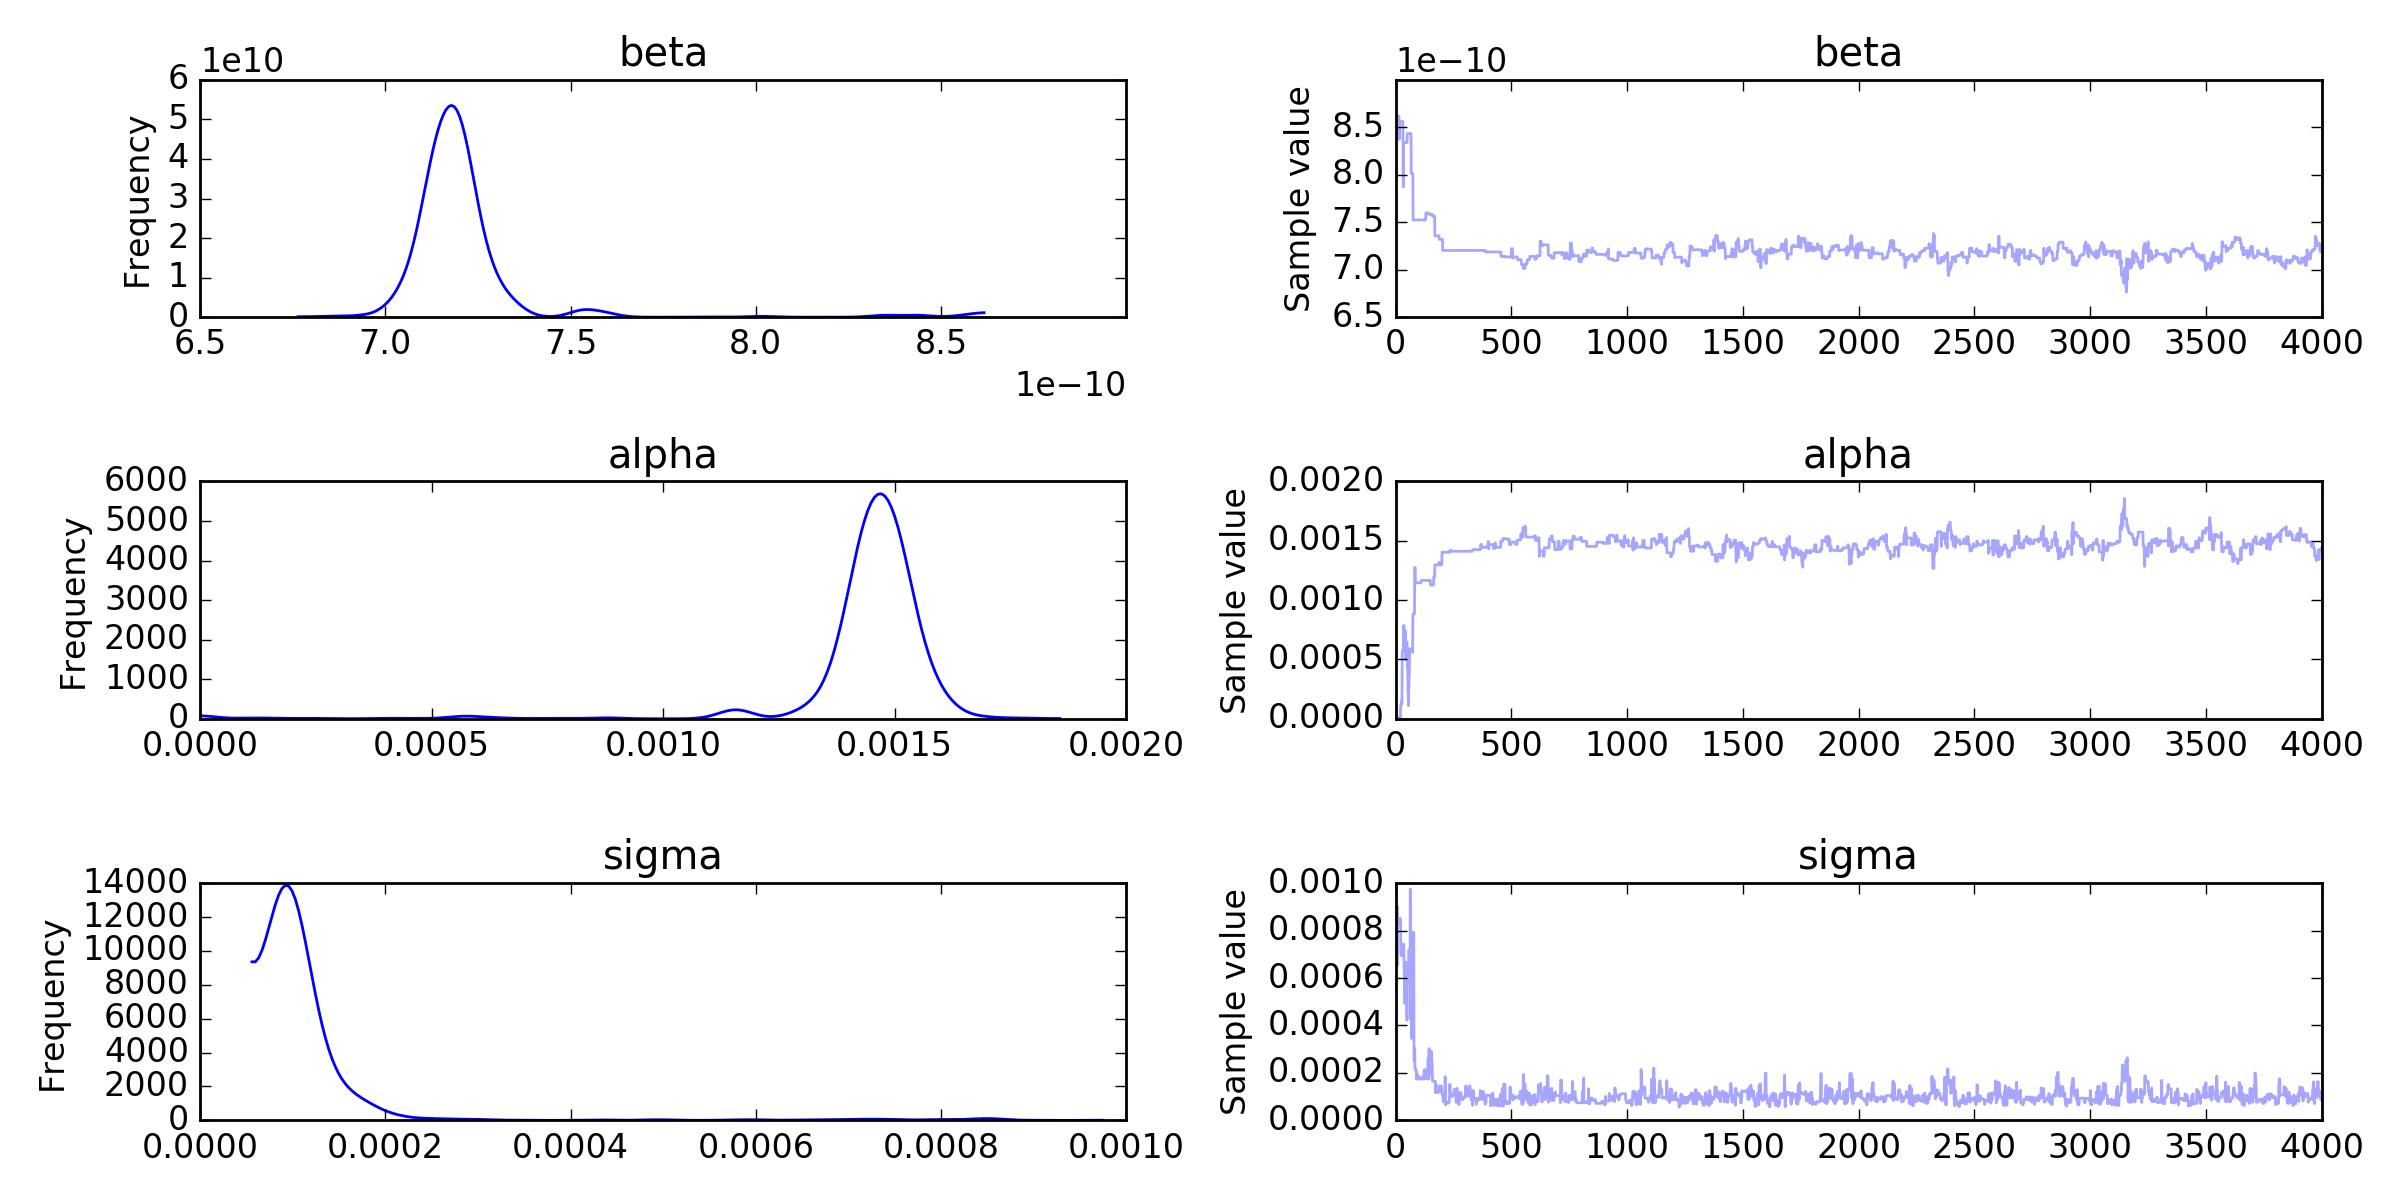 beta
1e10
6
5
4
3
2
1
0
Frequency
6.5 7.0 7.5 8.0 8.5
1e−10
beta
1e−10
8.5
8.0
7.5
7.0
6.5
Sample value
0 500 1000 1500 2000 2500 3000 3500 4000
alpha
6000
5000
4000
3000
2000
1000
0
Frequency
0.0000 0.0005 0.0010 0.0015 0.0020
alpha
0.0020
0.0015
0.0010
0.0005
0.0000
Sample value
0 500 1000 1500 2000 2500 3000 3500 4000
sigma
14000
12000
10000
8000
6000
4000
2000
0
Frequency
0.0000 0.0002 0.0004 0.0006 0.0008 0.0010
sigma
0.0010
0.0008
0.0006
0.0004
0.0002
0.0000
Sample value
0 500 1000 1500 2000 2500 3000 3500 4000